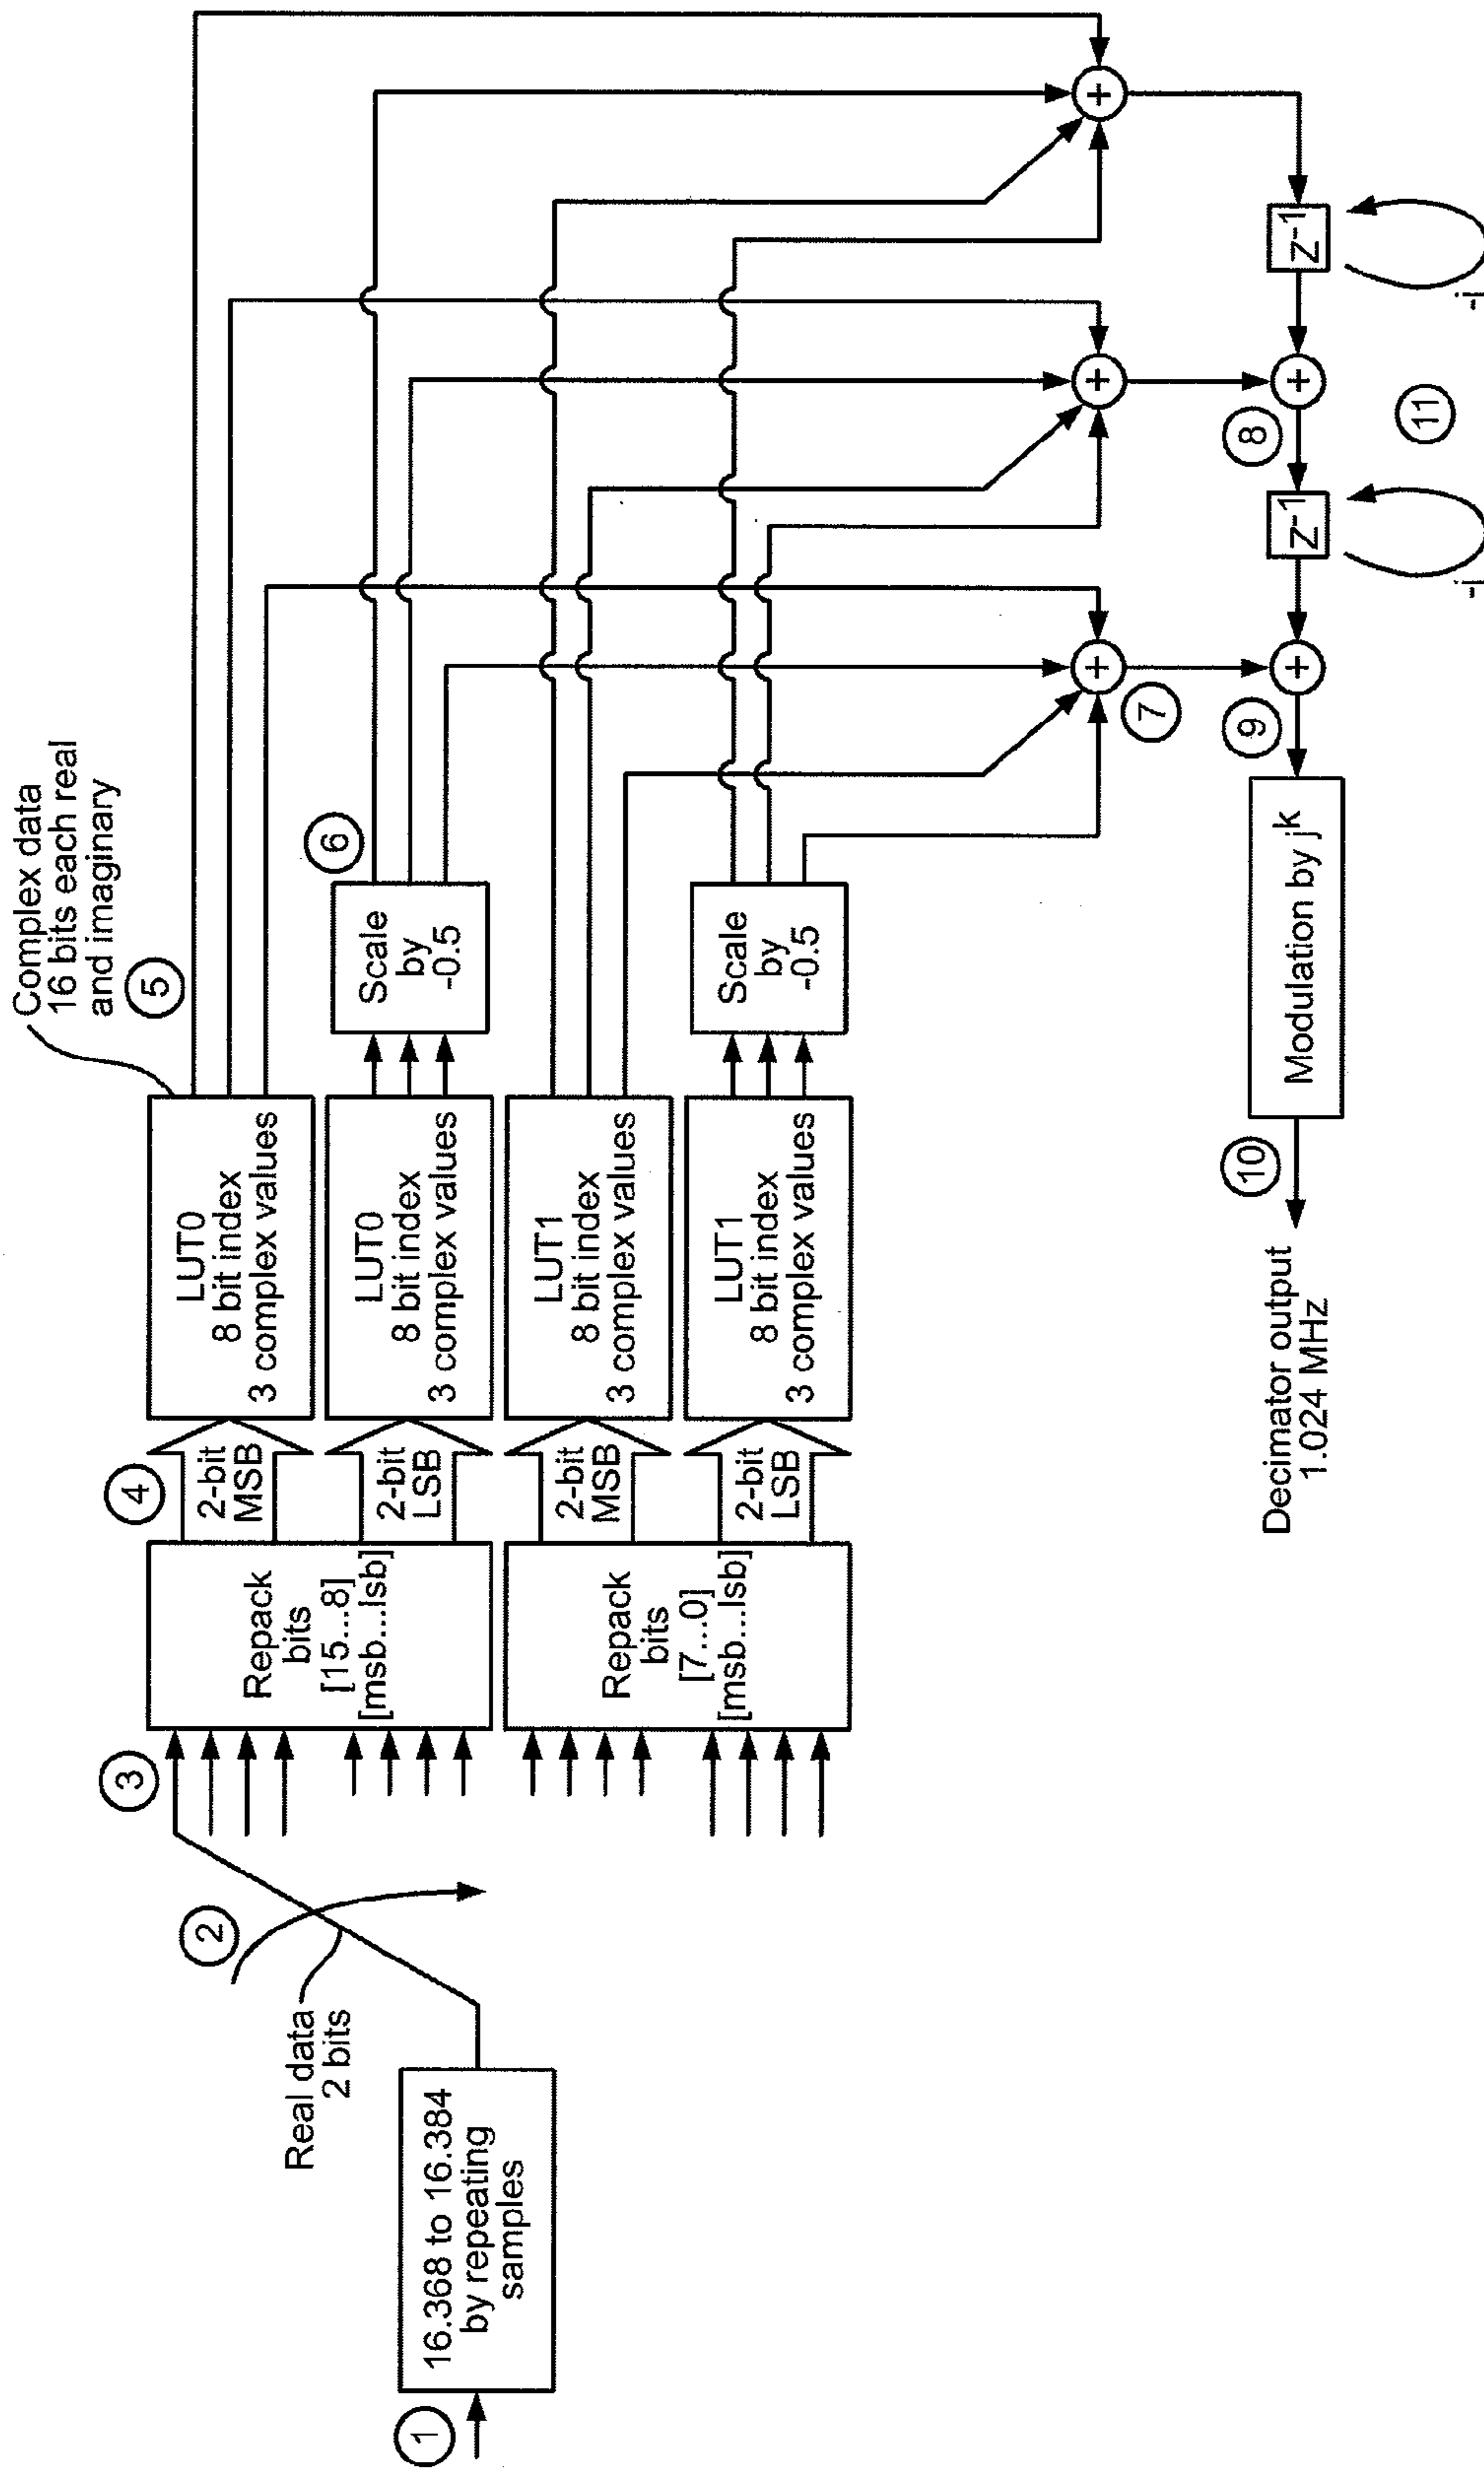 1
16.368 to 16.384
by repeating
samples
Real data
2 bits
2
3
Repack
bits
[15...8]
[msb...lsb]
Repack
bits
[7...0]
[msb...lsb]
4
2-bit
MSB
2-bit
LSB
2-bit
MSB
2-bit
LSB
LUT0
8 bit index
3 complex values
LUT0
8 bit index
3 complex values
LUT1
8 bit index
3 complex values
LUT1
8 bit index
3 complex values
Complex data
16 bits each real
and imaginary
5
6
Scale
by
-0.5
Scale
by
-0.5
+
+
+
7
8
9
+
+
z-1
z-1
-j
-j
11
Modulation by jk
10
Decimator output
1.024 MHz